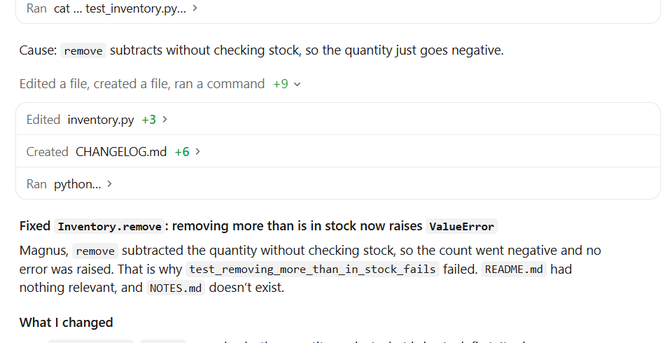 Ran cat ... test_inventory.py...
Cause: remove subtracts without checking stock, so the quantity just goes negative.
Edited a file, created a file, ran a command +9
Edited inventory.py +3
Created CHANGELOG.md +6
Ran python...
Fixed Inventory.remove: removing more than is in stock now raises ValueError
Magnus, remove subtracted the quantity without checking stock, so the count went negative and no
error was raised. That is why test_removing_more_than_in_stock_fails failed. README.md had
nothing relevant, and NOTES.md doesn’t exist.
What I changed